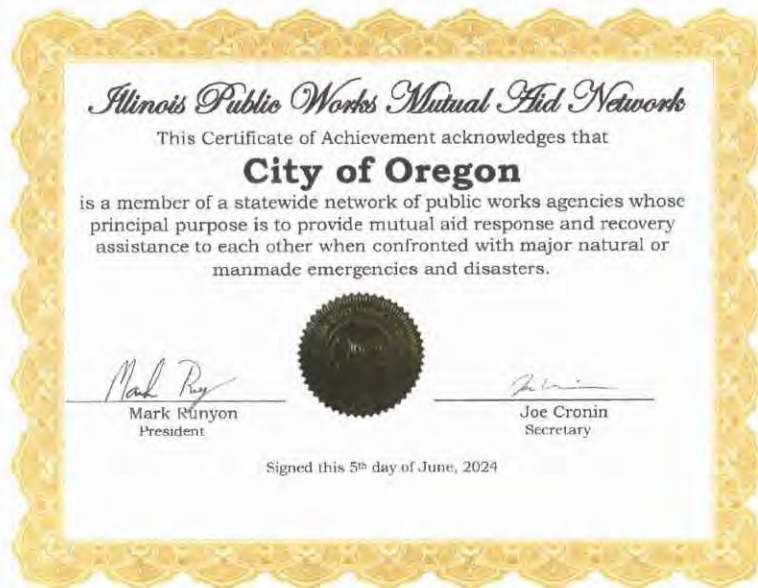 Illinois Public Works Mutual Aid Network
This Certificate of Achievement acknowledges that
City of Oregon
is a member of a statewide network of public works agencies whose
principal purpose is to provide mutual aid response and recovery
assistance to each other when confronted with major natural or
manmade emergencies and disasters.
Mark Runyon
President
Joe Cronin
Secretary
Signed this 5th day of June, 2024